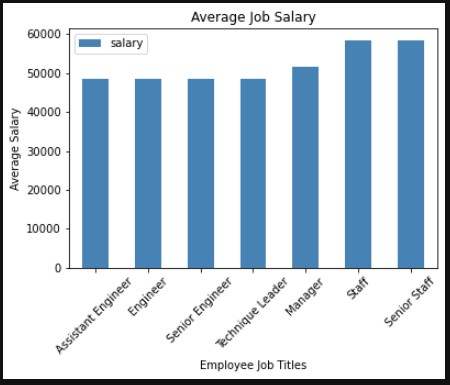 Average Job Salary
salary
60000
50000
40000
30000
20000
10000
0
Average Salary
Assistant Engineer
Engineer
Senior Engineer
Technique Leader
Manager
Staff
Senior Staff
Employee Job Titles